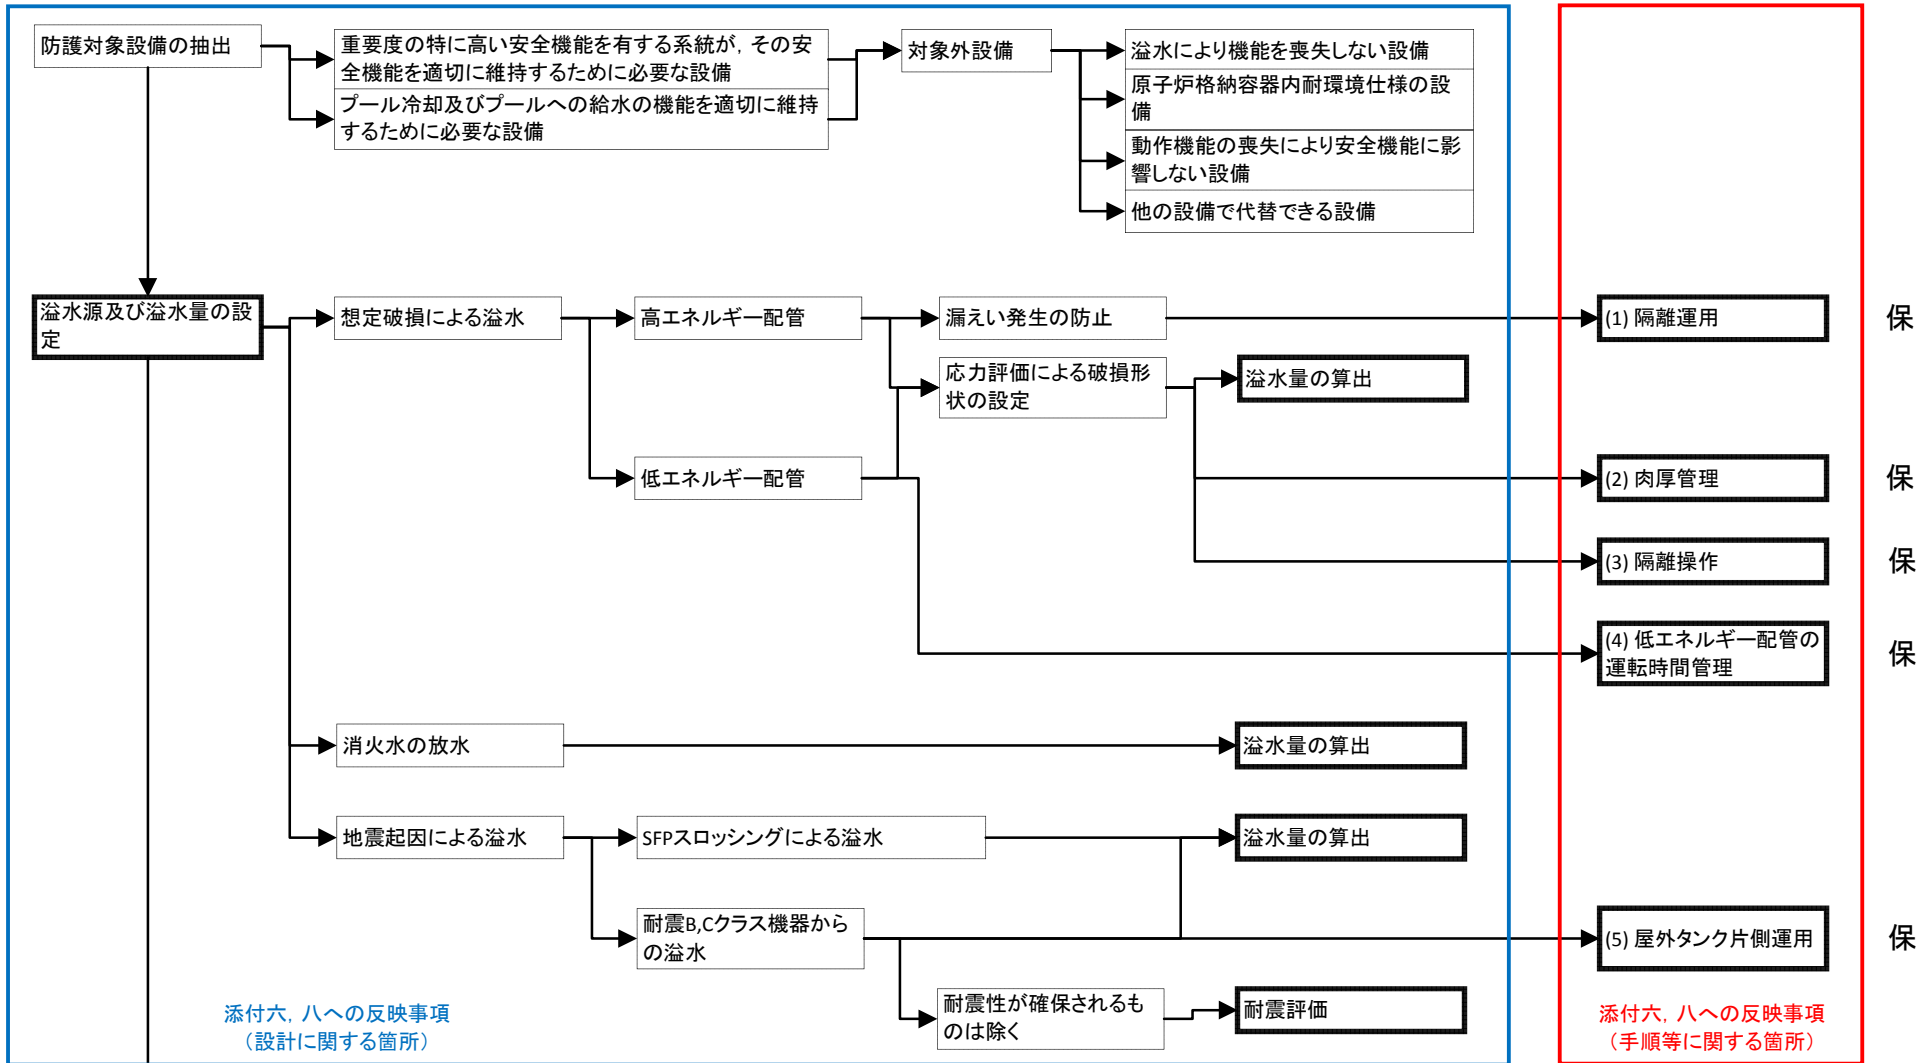 防護対象設備の抽出
重要度の特に高い安全機能を有する系統が，その安
全機能を適切に維持するために必要な設備
プール冷却及びプールへの給水の機能を適切に維持
するために必要な設備
対象外設備
溢水により機能を喪失しない設備
原子炉格納容器内耐環境仕様の設
備
動作機能の喪失により安全機能に影
響しない設備
他の設備で代替できる設備
溢水源及び溢水量の設
定
想定破損による溢水
高エネルギー配管
漏えい発生の防止
(1) 隔離運用
保
応力評価による破損形
状の設定
溢水量の算出
低エネルギー配管
(2) 肉厚管理
保
(3) 隔離操作
保
(4) 低エネルギー配管の
運転時間管理
保
消火水の放水
溢水量の算出
地震起因による溢水
SFPスロッシングによる溢水
溢水量の算出
耐震B,Cクラス機器から
の溢水
(5) 屋外タンク片側運用
保
耐震性が確保されるも
のは除く
耐震評価
添付六，八への反映事項
（設計に関する箇所）
添付六，八への反映事項
（手順等に関する箇所）